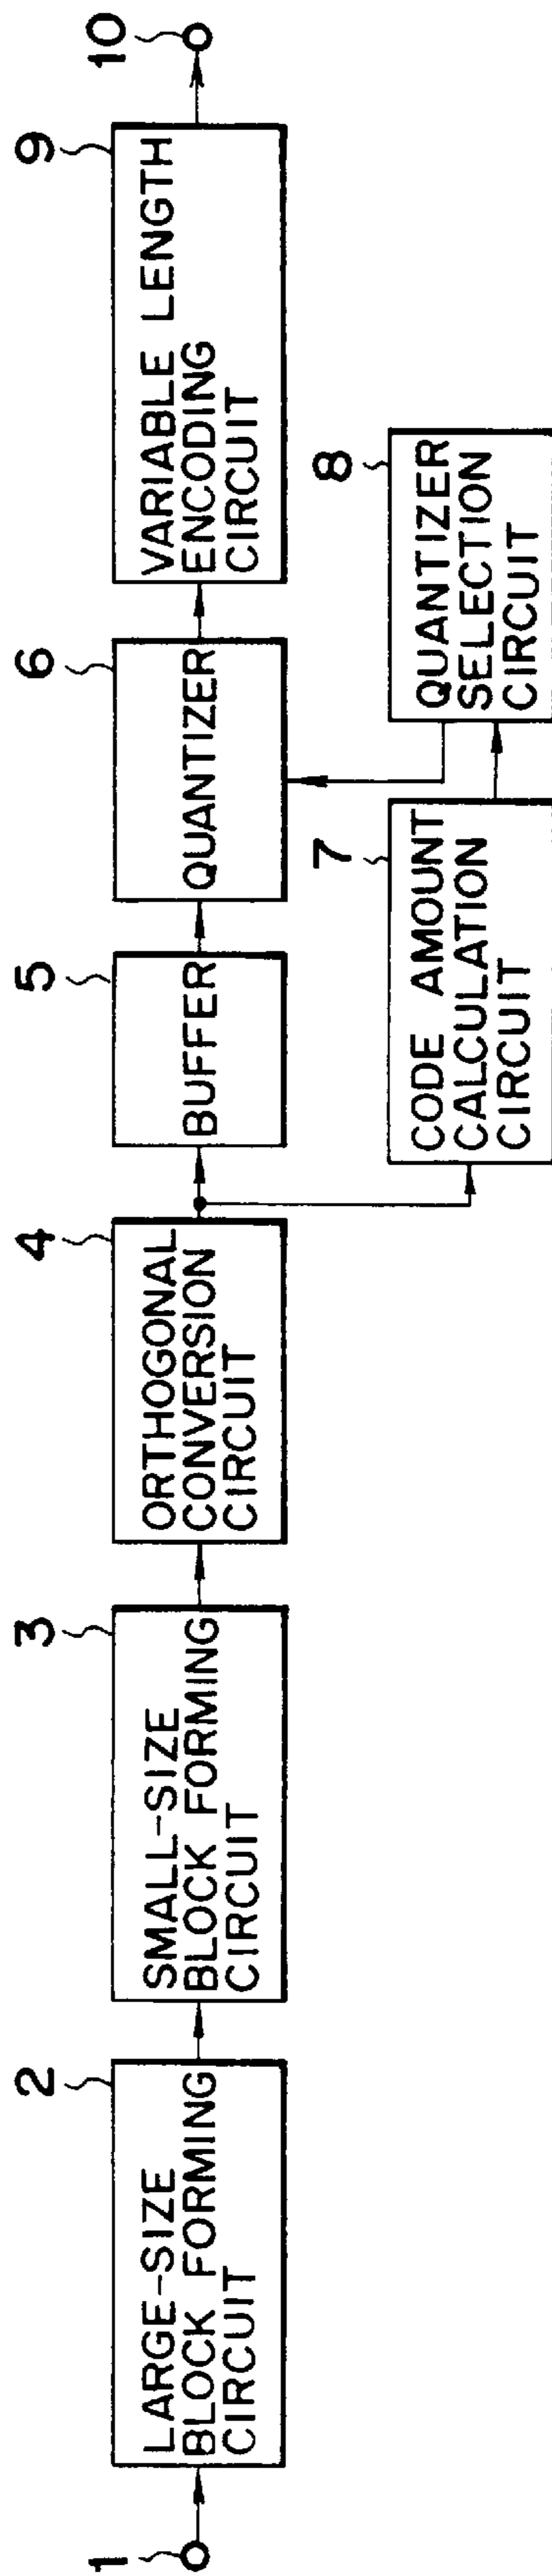 1
2
LARGE-SIZE
BLOCK FORMING
CIRCUIT
3
SMALL-SIZE
BLOCK FORMING
CIRCUIT
4
ORTHOGONAL
CONVERSION
CIRCUIT
5
BUFFER
6
QUANTIZER
7
CODE AMOUNT
CALCULATION
CIRCUIT
8
QUANTIZER
SELECTION
CIRCUIT
9
VARIABLE LENGTH
ENCODING
CIRCUIT
10